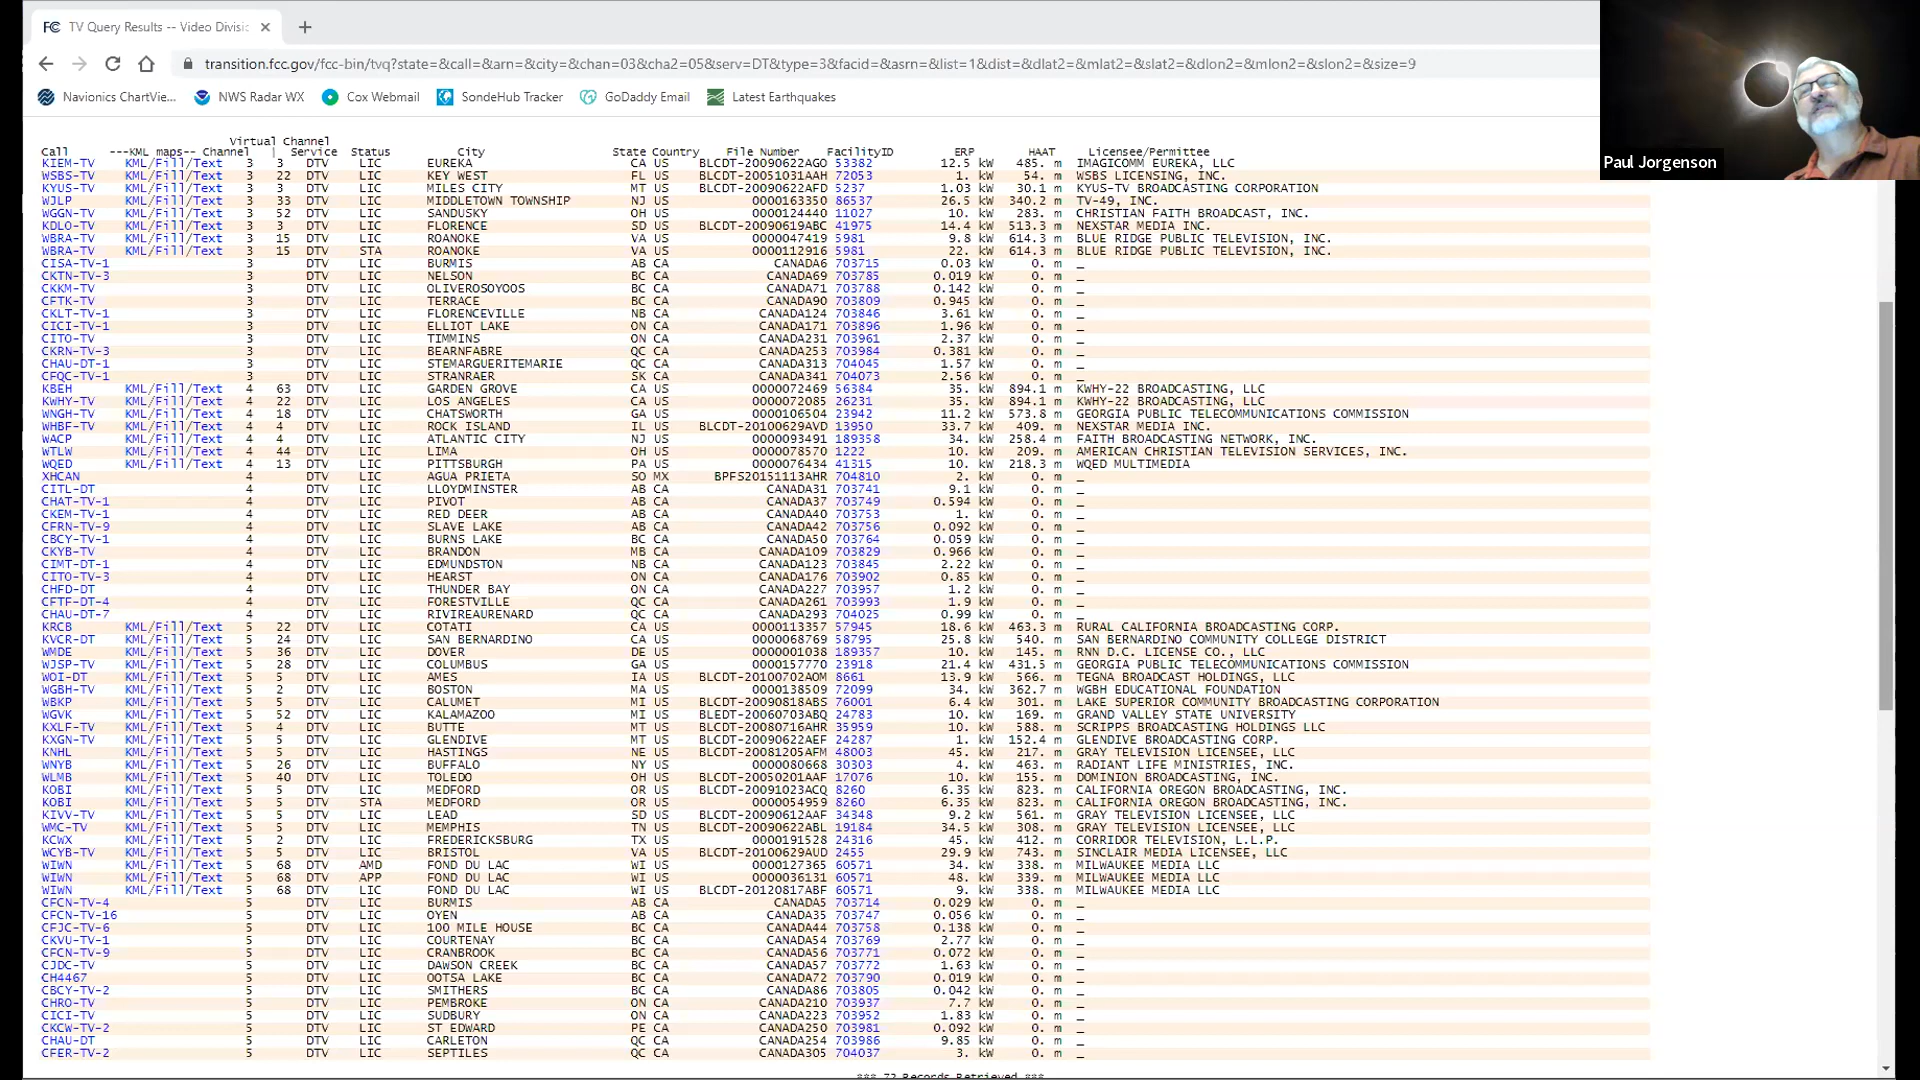 TV Query Results -- Video Divisi
transition.fcc.gov/fcc-bin/tvq?state=&call=&arn=&city=&chan=03&cha2=05&serv=DT&type=3&facid=&asrn=&list=1&dist=&dlat2=&mlat2=&slat2=&dlon2=&mlon2=&slon2=&size=9
Navionics ChartVie... NWS Radar WX Cox Webmail SondeHub Tracker GoDaddy Email Latest Earthquakes
Paul Jorgenson
Virtual Channel
Call ---KML maps-- Channel | Service Status City State Country File Number FacilityID ERP HAAT Licensee/Permittee
KIEM-TV KML/Fill/Text 3 3 DTV LIC EUREKA CA US BLCDT-20090622AGO 53382 12.5 kW 485. m IMAGICOMM EUREKA, LLC
WSBS-TV KML/Fill/Text 3 22 DTV LIC KEY WEST FL US BLCDT-20051031AAH 72053 1. kW 54. m WSBS LICENSING, INC.
KYUS-TV KML/Fill/Text 3 3 DTV LIC MILES CITY MT US BLCDT-20090622AFD 5237 1.03 kW 30.1 m KYUS-TV BROADCASTING CORPORATION
WJLP KML/Fill/Text 3 33 DTV LIC MIDDLETOWN TOWNSHIP NJ US 0000163350 86537 26.5 kW 340.2 m TV-49, INC.
WGGN-TV KML/Fill/Text 3 52 DTV LIC SANDUSKY OH US 0000124440 11027 10. kW 283. m CHRISTIAN FAITH BROADCAST, INC.
KDLO-TV KML/Fill/Text 3 3 DTV LIC FLORENCE SD US BLCDT-20090619ABC 41975 14.4 kW 513.3 m NEXSTAR MEDIA INC.
WBRA-TV KML/Fill/Text 3 15 DTV LIC ROANOKE VA US 0000047419 5981 9.8 kW 614.3 m BLUE RIDGE PUBLIC TELEVISION, INC.
WBRA-TV KML/Fill/Text 3 15 DTV STA ROANOKE VA US 0000112916 5981 22. kW 614.3 m BLUE RIDGE PUBLIC TELEVISION, INC.
CISA-TV-1 3 DTV LIC BURMIS AB CA CANADA6 703715 0.03 kW 0. m _
CKTN-TV-3 3 DTV LIC NELSON BC CA CANADA69 703785 0.019 kW 0. m _
CKKM-TV 3 DTV LIC OLIVEROSOYOOS BC CA CANADA71 703788 0.142 kW 0. m _
CFTK-TV 3 DTV LIC TERRACE BC CA CANADA90 703809 0.945 kW 0. m _
CKLT-TV-1 3 DTV LIC FLORENCEVILLE NB CA CANADA124 703846 3.61 kW 0. m _
CICI-TV-1 3 DTV LIC ELLIOT LAKE ON CA CANADA171 703896 1.96 kW 0. m _
CITO-TV 3 DTV LIC TIMMINS ON CA CANADA231 703961 2.37 kW 0. m _
CKRN-TV-3 3 DTV LIC BEARNFABRE QC CA CANADA253 703984 0.381 kW 0. m _
CHAU-DT-1 3 DTV LIC STEMARGUERITEMARIE QC CA CANADA313 704045 1.57 kW 0. m _
CFQC-TV-1 3 DTV LIC STRANRAER SK CA CANADA341 704073 2.56 kW 0. m _
KBEH KML/Fill/Text 4 63 DTV LIC GARDEN GROVE CA US 0000072469 56384 35. kW 894.1 m KWHY-22 BROADCASTING, LLC
KWHY-TV KML/Fill/Text 4 22 DTV LIC LOS ANGELES CA US 0000072085 26231 35. kW 894.1 m KWHY-22 BROADCASTING, LLC
WNGH-TV KML/Fill/Text 4 18 DTV LIC CHATSWORTH GA US 0000106504 23942 11.2 kW 573.8 m GEORGIA PUBLIC TELECOMMUNICATIONS COMMISSION
WHBF-TV KML/Fill/Text 4 4 DTV LIC ROCK ISLAND IL US BLCDT-20100629AVD 13950 33.7 kW 409. m NEXSTAR MEDIA INC.
WACP KML/Fill/Text 4 4 DTV LIC ATLANTIC CITY NJ US 0000093491 189358 34. kW 258.4 m FAITH BROADCASTING NETWORK, INC.
WTLW KML/Fill/Text 4 44 DTV LIC LIMA OH US 0000078570 1222 10. kW 209. m AMERICAN CHRISTIAN TELEVISION SERVICES, INC.
WQED KML/Fill/Text 4 13 DTV LIC PITTSBURGH PA US 0000076434 41315 10. kW 218.3 m WQED MULTIMEDIA
XHCAN 4 DTV LIC AGUA PRIETA SO MX BPFS20151113AHR 704810 2. kW 0. m _
CITL-DT 4 DTV LIC LLOYDMINSTER AB CA CANADA31 703741 9.1 kW 0. m _
CHAT-TV-1 4 DTV LIC PIVOT AB CA CANADA37 703749 0.594 kW 0. m _
CKEM-TV-1 4 DTV LIC RED DEER AB CA CANADA40 703753 1. kW 0. m _
CFRN-TV-9 4 DTV LIC SLAVE LAKE AB CA CANADA42 703756 0.092 kW 0. m _
CBCY-TV-1 4 DTV LIC BURNS LAKE BC CA CANADA50 703764 0.059 kW 0. m _
CKYB-TV 4 DTV LIC BRANDON MB CA CANADA109 703829 0.966 kW 0. m _
CIMT-DT-1 4 DTV LIC EDMUNDSTON NB CA CANADA123 703845 2.22 kW 0. m _
CITO-TV-3 4 DTV LIC HEARST ON CA CANADA176 703902 0.85 kW 0. m _
CHFD-DT 4 DTV LIC THUNDER BAY ON CA CANADA227 703957 1.2 kW 0. m _
CFTF-DT-4 4 DTV LIC FORESTVILLE QC CA CANADA261 703993 1.9 kW 0. m _
CHAU-DT-7 4 DTV LIC RIVIREAURENARD QC CA CANADA293 704025 0.99 kW 0. m _
KRCB KML/Fill/Text 5 22 DTV LIC COTATI CA US 0000113357 57945 18.6 kW 463.3 m RURAL CALIFORNIA BROADCASTING CORP.
KVCR-DT KML/Fill/Text 5 24 DTV LIC SAN BERNARDINO CA US 0000068769 58795 25.8 kW 540. m SAN BERNARDINO COMMUNITY COLLEGE DISTRICT
WMDE KML/Fill/Text 5 36 DTV LIC DOVER DE US 0000001038 189357 10. kW 145. m RNN D.C. LICENSE CO., LLC
WJSP-TV KML/Fill/Text 5 28 DTV LIC COLUMBUS GA US 0000157770 23918 21.4 kW 431.5 m GEORGIA PUBLIC TELECOMMUNICATIONS COMMISSION
WOI-DT KML/Fill/Text 5 5 DTV LIC AMES IA US BLCDT-20100702AOM 8661 13.9 kW 566. m TEGNA BROADCAST HOLDINGS, LLC
WGBH-TV KML/Fill/Text 5 2 DTV LIC BOSTON MA US 0000138509 72099 34. kW 362.7 m WGBH EDUCATIONAL FOUNDATION
WBKP KML/Fill/Text 5 5 DTV LIC CALUMET MI US BLCDT-20090818ABS 76001 6.4 kW 301. m LAKE SUPERIOR COMMUNITY BROADCASTING CORPORATION
WGVK KML/Fill/Text 5 52 DTV LIC KALAMAZOO MI US BLEDT-20060703ABQ 24783 10. kW 169. m GRAND VALLEY STATE UNIVERSITY
KXLF-TV KML/Fill/Text 5 4 DTV LIC BUTTE MT US BLCDT-20080716AHR 35959 10. kW 588. m SCRIPPS BROADCASTING HOLDINGS LLC
KXGN-TV KML/Fill/Text 5 5 DTV LIC GLENDIVE MT US BLCDT-20090622AEF 24287 1. kW 152.4 m GLENDIVE BROADCASTING CORP.
KNHL KML/Fill/Text 5 5 DTV LIC HASTINGS NE US BLCDT-20081205AFM 48003 45. kW 217. m GRAY TELEVISION LICENSEE, LLC
WNYB KML/Fill/Text 5 26 DTV LIC BUFFALO NY US 0000080668 30303 4. kW 463. m RADIANT LIFE MINISTRIES, INC.
WLMB KML/Fill/Text 5 40 DTV LIC TOLEDO OH US BLCDT-20050201AAF 17076 10. kW 155. m DOMINION BROADCASTING, INC.
KOBI KML/Fill/Text 5 5 DTV LIC MEDFORD OR US BLCDT-20091023ACQ 8260 6.35 kW 823. m CALIFORNIA OREGON BROADCASTING, INC.
KOBI KML/Fill/Text 5 5 DTV STA MEDFORD OR US 0000054959 8260 6.35 kW 823. m CALIFORNIA OREGON BROADCASTING, INC.
KIVV-TV KML/Fill/Text 5 5 DTV LIC LEAD SD US BLCDT-20090612AAF 34348 9.2 kW 561. m GRAY TELEVISION LICENSEE, LLC
WMC-TV KML/Fill/Text 5 5 DTV LIC MEMPHIS TN US BLCDT-20090622ABL 19184 34.5 kW 308. m GRAY TELEVISION LICENSEE, LLC
KCWX KML/Fill/Text 5 2 DTV LIC FREDERICKSBURG TX US 0000191528 24316 45. kW 412. m CORRIDOR TELEVISION, L.L.P.
WCYB-TV KML/Fill/Text 5 5 DTV LIC BRISTOL VA US BLCDT-20100629AUD 2455 29.9 kW 743. m SINCLAIR MEDIA LICENSEE, LLC
WIWN KML/Fill/Text 5 68 DTV AMD FOND DU LAC WI US 0000127365 60571 34. kW 338. m MILWAUKEE MEDIA LLC
WIWN KML/Fill/Text 5 68 DTV APP FOND DU LAC WI US 0000036131 60571 48. kW 339. m MILWAUKEE MEDIA LLC
WIWN KML/Fill/Text 5 68 DTV LIC FOND DU LAC WI US BLCDT-20120817ABF 60571 9. kW 338. m MILWAUKEE MEDIA LLC
CFCN-TV-4 5 DTV LIC BURMIS AB CA CANADA5 703714 0.029 kW 0. m _
CFCN-TV-16 5 DTV LIC OYEN AB CA CANADA35 703747 0.056 kW 0. m _
CFJC-TV-6 5 DTV LIC 100 MILE HOUSE BC CA CANADA44 703758 0.138 kW 0. m _
CKVU-TV-1 5 DTV LIC COURTENAY BC CA CANADA54 703769 2.77 kW 0. m _
CFCN-TV-9 5 DTV LIC CRANBROOK BC CA CANADA56 703771 0.072 kW 0. m _
CJDC-TV 5 DTV LIC DAWSON CREEK BC CA CANADA57 703772 1.63 kW 0. m _
CH4467 5 DTV LIC OOTSA LAKE BC CA CANADA72 703790 0.019 kW 0. m _
CBCY-TV-2 5 DTV LIC SMITHERS BC CA CANADA86 703805 0.042 kW 0. m _
CHRO-TV 5 DTV LIC PEMBROKE ON CA CANADA210 703937 7.7 kW 0. m _
CICI-TV 5 DTV LIC SUDBURY ON CA CANADA223 703952 1.83 kW 0. m _
CKCW-TV-2 5 DTV LIC ST EDWARD PE CA CANADA250 703981 0.092 kW 0. m _
CHAU-DT 5 DTV LIC CARLETON QC CA CANADA254 703986 9.85 kW 0. m _
CFER-TV-2 5 DTV LIC SEPTILES QC CA CANADA305 704037 3. kW 0. m _
*** 72 Records Retrieved ***